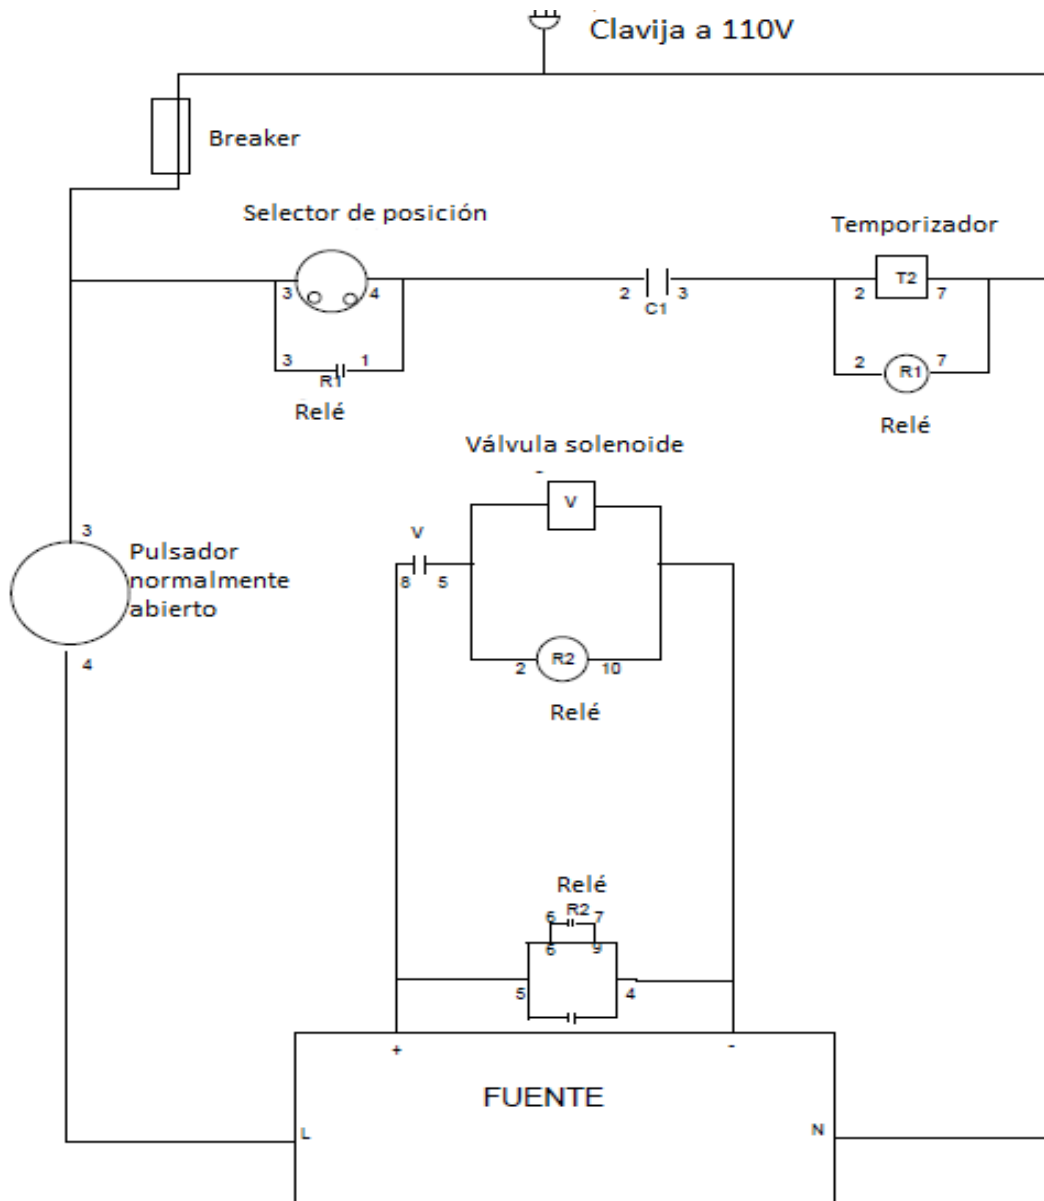 Clavija a 110V
Breaker
Selector de posición
Temporizador
3 4
2 3
C1
2 T2 7
3 1
R1
Relé
2 R1 7
Relé
Válvula solenoide
-
V
V
8 5
3
Pulsador
normalmente
abierto
4
2 R2 10
Relé
Relé
6 R2 7
6 9
5 4
+ -
FUENTE
L N